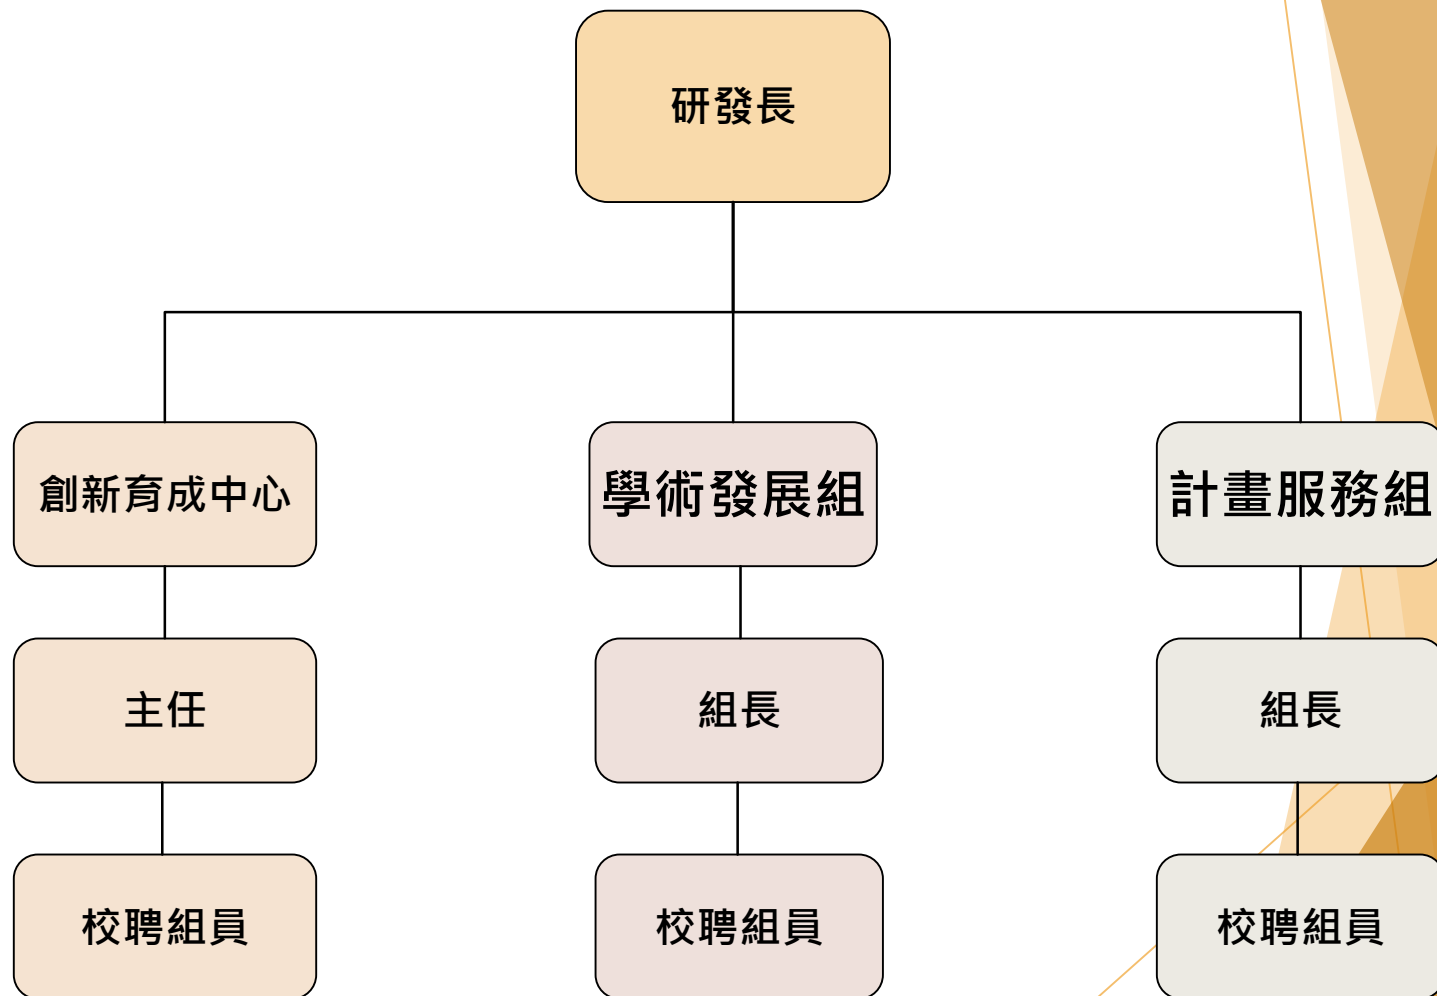 研發長
創新育成中心
學術發展組
計畫服務組
主任
組長
組長
校聘組員
校聘組員
校聘組員